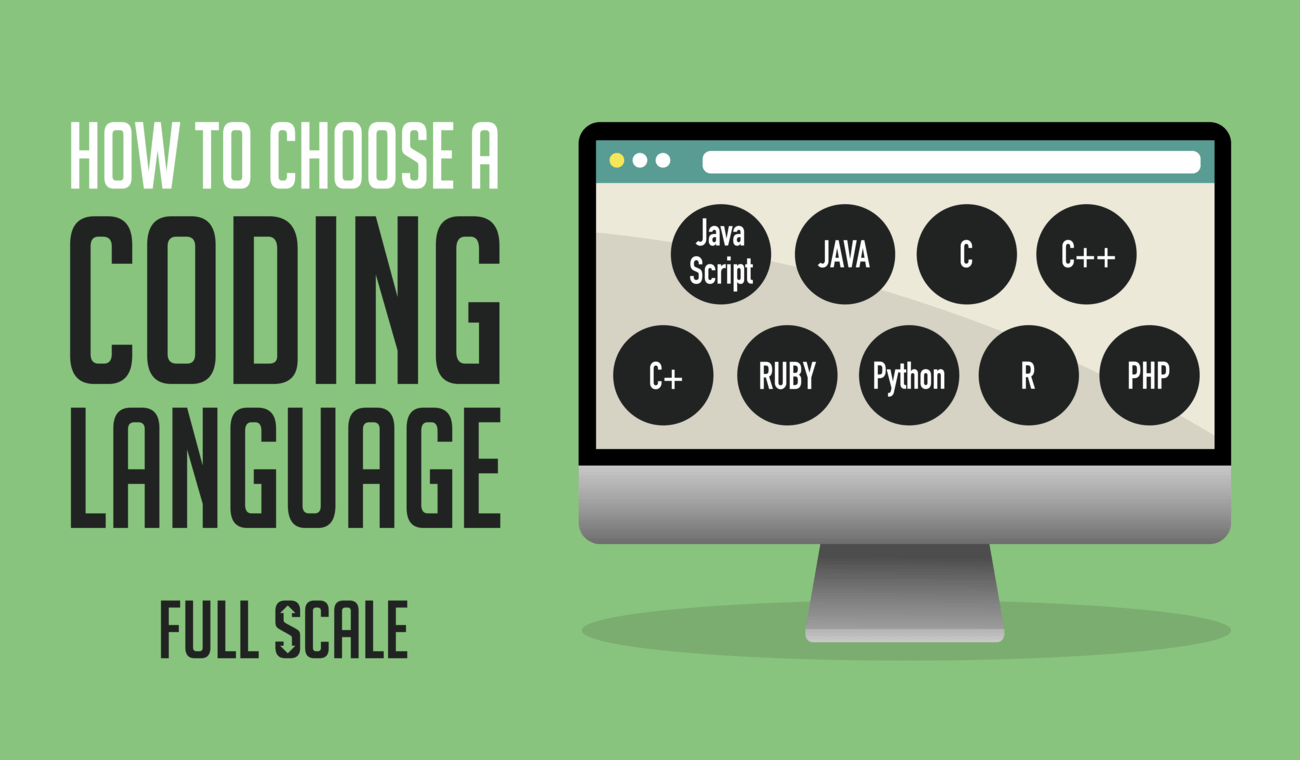 HOW TO CHOOSE A
CODING
LANGUAGE
FULL SCALE
Java
Script
JAVA
C
C++
C+
RUBY
Python
R
PHP